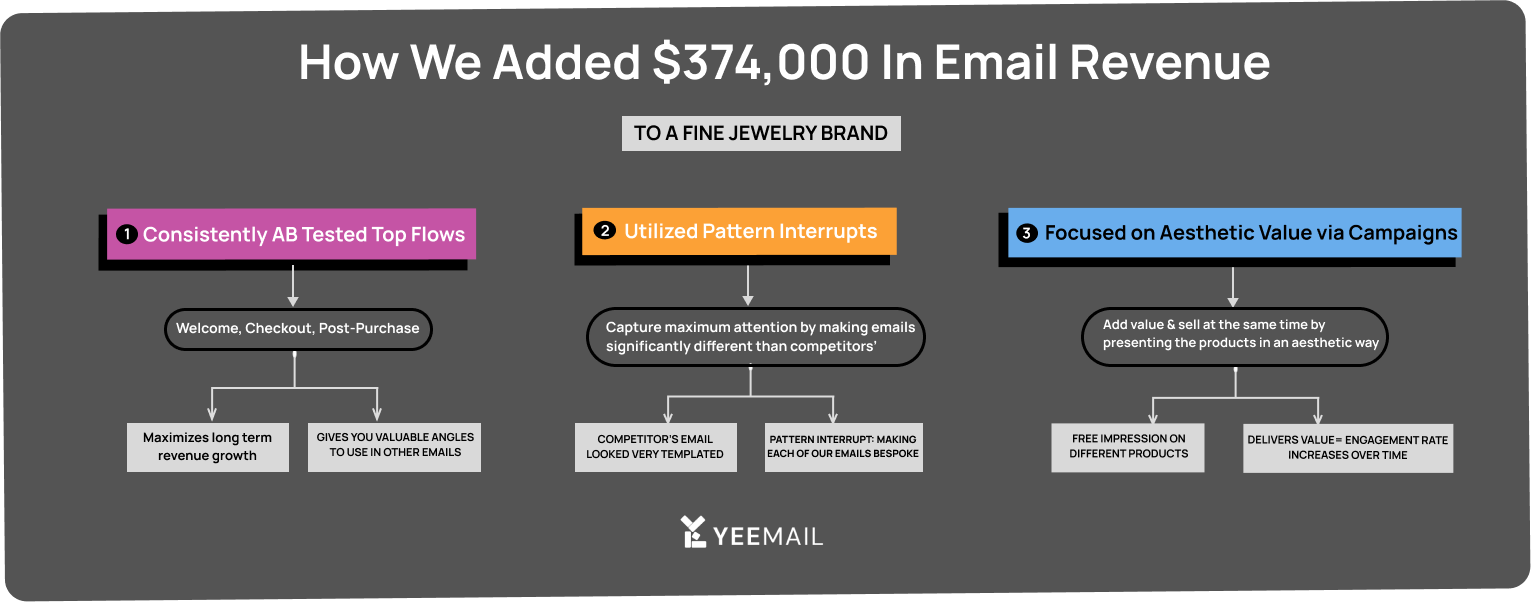 How We Added $374,000 In Email Revenue
TO A FINE JEWELRY BRAND
1 Consistently AB Tested Top Flows
Welcome, Checkout, Post-Purchase
Maximizes long term
revenue growth
GIVES YOU VALUABLE ANGLES
TO USE IN OTHER EMAILS
2 Utilized Pattern Interrupts
Capture maximum attention by making emails
significantly different than competitors'
COMPETITOR'S EMAIL
LOOKED VERY TEMPLATED
PATTERN INTERRUPT: MAKING
EACH OF OUR EMAILS BESPOKE
3 Focused on Aesthetic Value via Campaigns
Add value & sell at the same time by
presenting the products in an aesthetic way
FREE IMPRESSION ON
DIFFERENT PRODUCTS
DELIVERS VALUE= ENGAGEMENT RATE
INCREASES OVER TIME
YEEMAIL